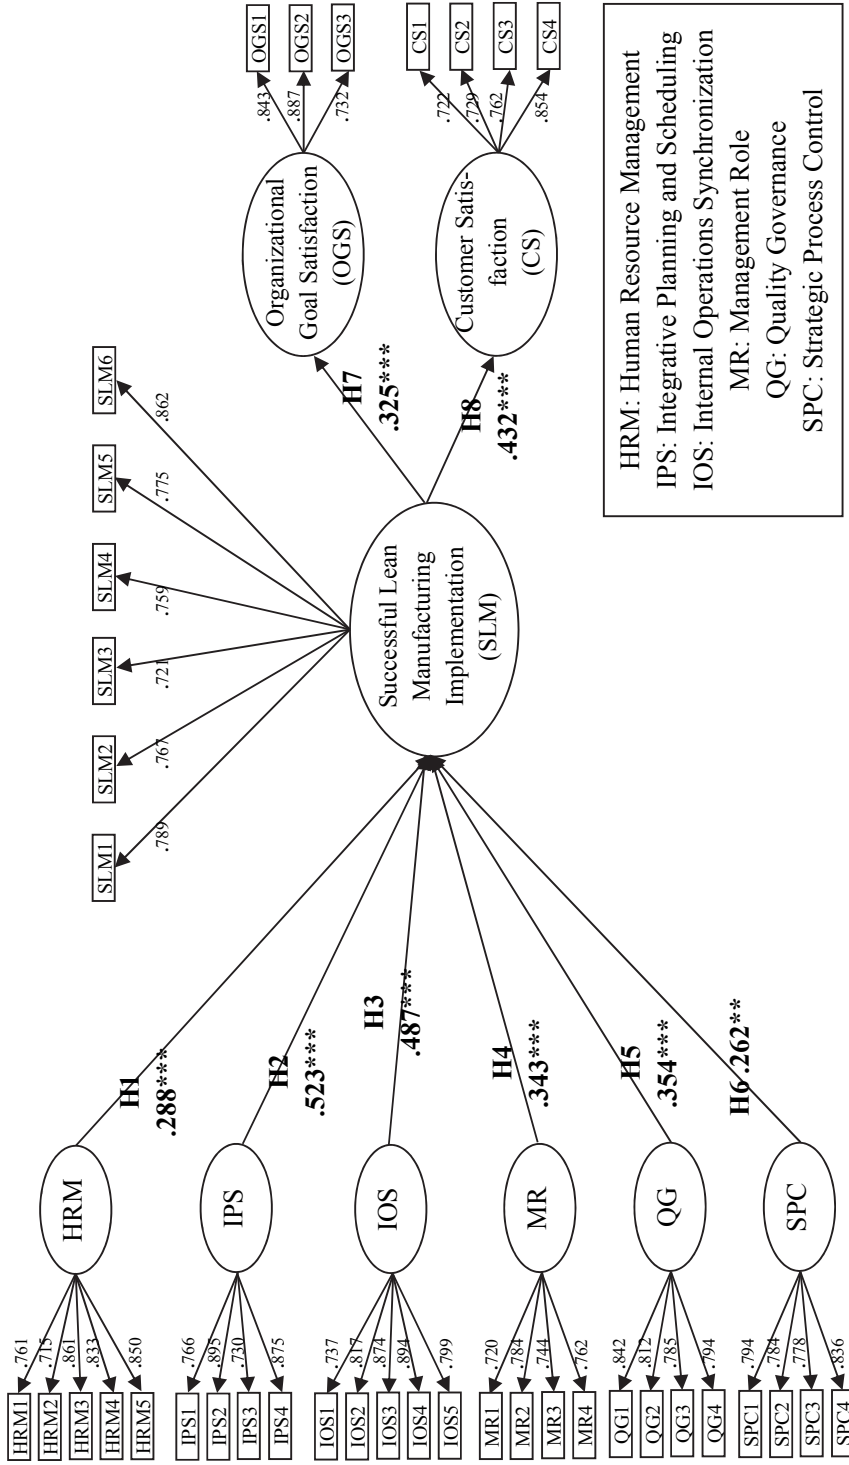 HRM1
HRM2
HRM3
HRM4
HRM5
.761
.715
.861
.833
.850
HRM
H1
.288***
IPS1
IPS2
IPS3
IPS4
.766
.895
.730
.875
IPS
H2
.523***
IOS1
IOS2
IOS3
IOS4
IOS5
.737
.817
.874
.894
.799
IOS
H3
.487***
MR1
MR2
MR3
MR4
.720
.784
.744
.762
MR
H4
.343***
QG1
QG2
QG3
QG4
.842
.812
.785
.794
QG
H5
.354***
SPC1
SPC2
SPC3
SPC4
.794
.784
.778
.836
SPC
H6 .262**
SLM1
SLM2
SLM3
SLM4
SLM5
SLM6
.789
.767
.721
.759
.775
.862
Successful Lean
Manufacturing
Implementation
(SLM)
H7
.325***
H8
.432***
Organizational
Goal Satisfaction
(OGS)
.843
.887
.732
OGS1
OGS2
OGS3
Customer Satis-
faction
(CS)
.722
.729
.762
.854
CS1
CS2
CS3
CS4
HRM: Human Resource Management
IPS: Integrative Planning and Scheduling
IOS: Internal Operations Synchronization
MR: Management Role
QG: Quality Governance
SPC: Strategic Process Control